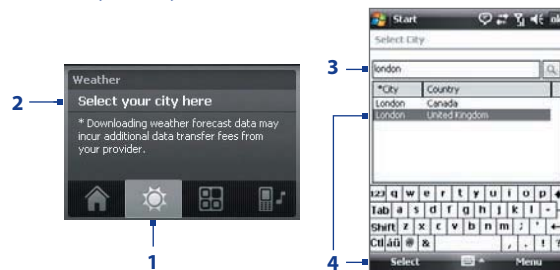 Weather
2
Select your city here
* Downloading weather forecast data may
incur additional data transfer fees from
your provider.
1
Start
Select City
3
london
*City Country
London Canada
London United Kingdom
4
123 q w e r t y u i o p
Tab a s d f g h j k l
Shift z x c v b n m ; '
Ctl áü # & , . ! ?
4
Select Menu